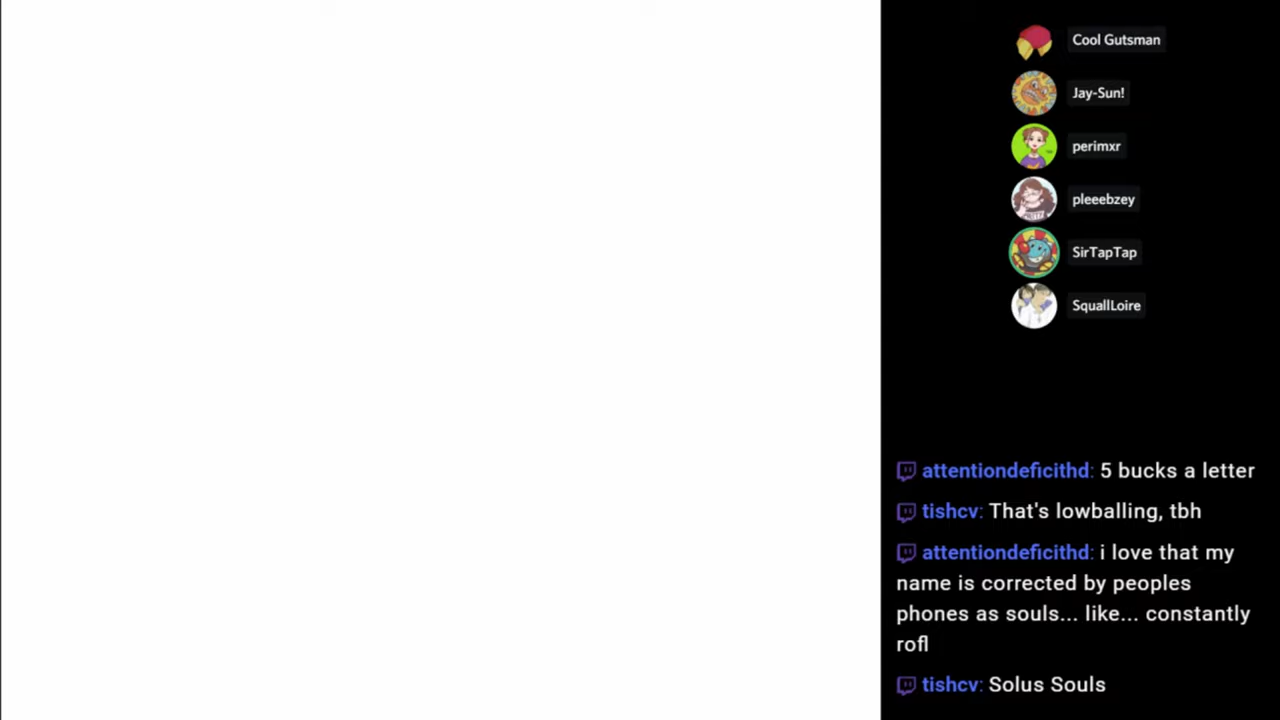 Cool Gutsman
Jay-Sun!
perimxr
pleeebzey
SirTapTap
SquallLoire
attentiondeficithd: 5 bucks a letter
tishcv: That's lowballing, tbh
attentiondeficithd: i love that my
name is corrected by peoples
phones as souls... like... constantly
rofl
tishcv: Solus Souls